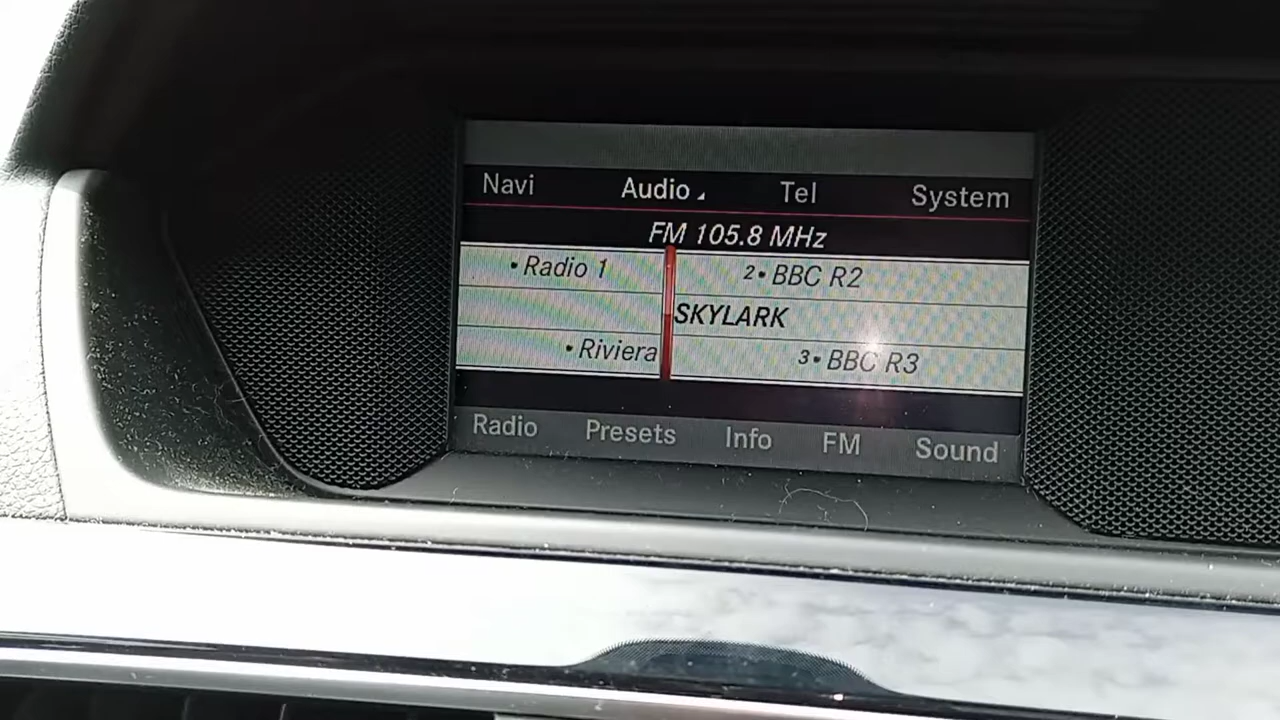 Navi Audio Tel System
FM 105.8 MHz
• Radio 1 2• BBC R2
SKYLARK
• Riviera 3• BBC R3
Radio Presets Info FM Sound